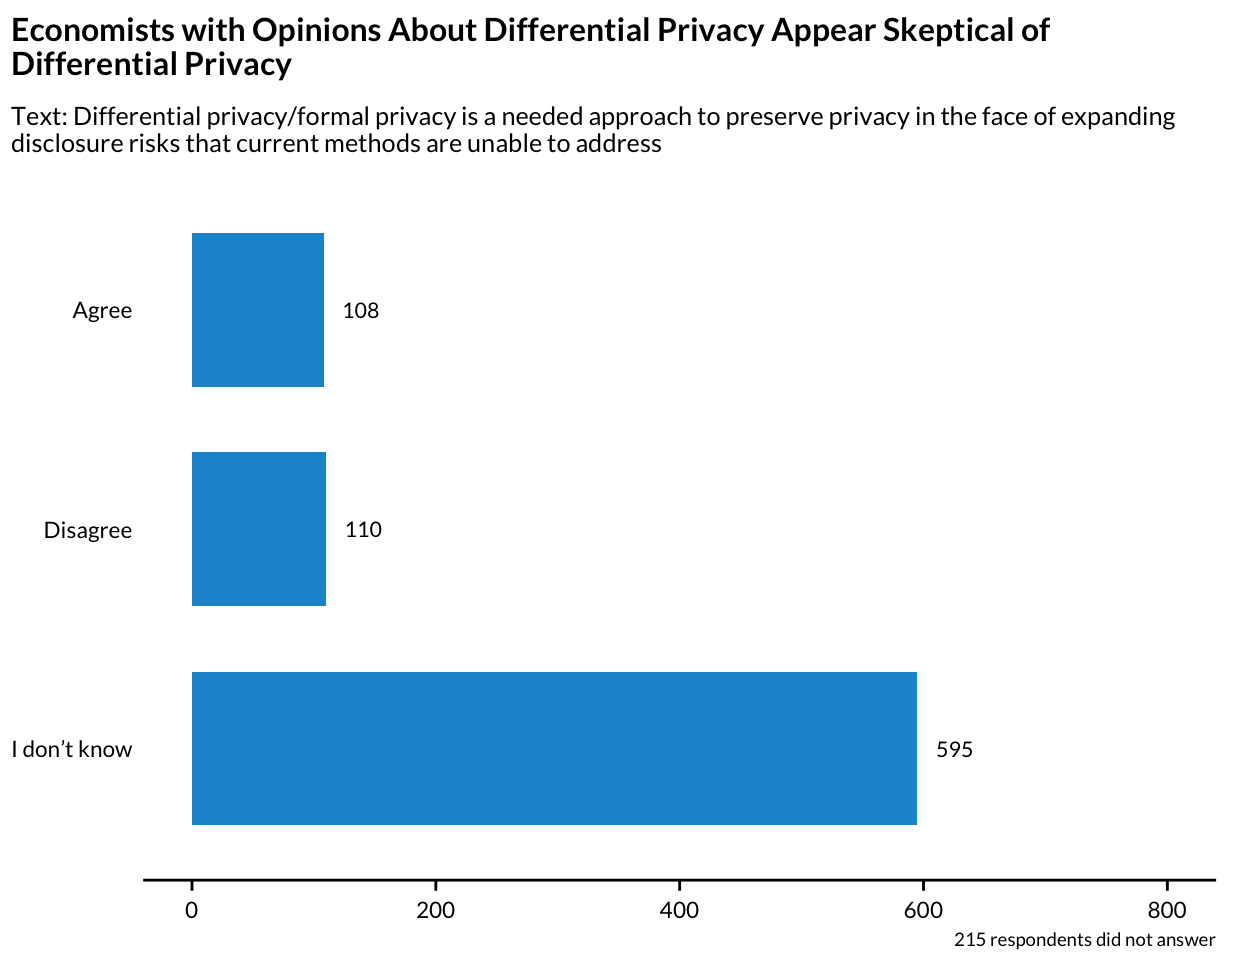 Economists with Opinions About Differential Privacy Appear Skeptical of
Differential Privacy
Text: Differential privacy/formal privacy is a needed approach to preserve privacy in the face of expanding
disclosure risks that current methods are unable to address
Agree
108
Disagree
110
I don’t know
595
0 200 400 600 800
215 respondents did not answer